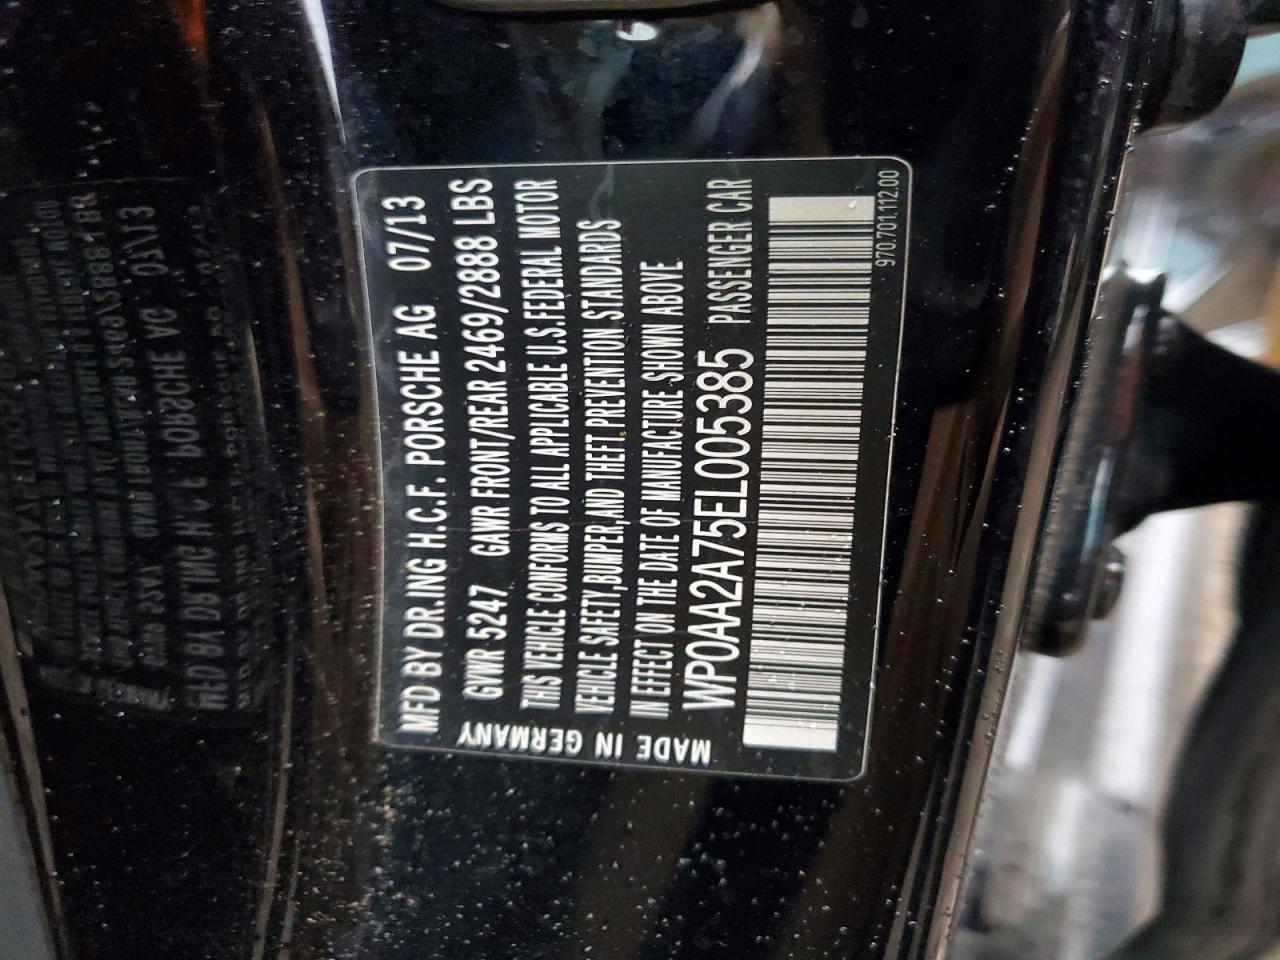 MFD BY DR.ING H.C.F. PORSCHE AG 07/13
GVWR 5247 GAWR FRONT/REAR 2469/2888 LBS
THIS VEHICLE CONFORMS TO ALL APPLICABLE U.S.FEDERAL MOTOR
VEHICLE SAFETY,BUMPER,AND THEFT PREVENTION STANDARDS
IN EFFECT ON THE DATE OF MANUFACTURE SHOWN ABOVE.
WP0AA2A75EL005385 PASSENGER CAR
970.701.112.00
MADE IN GERMANY